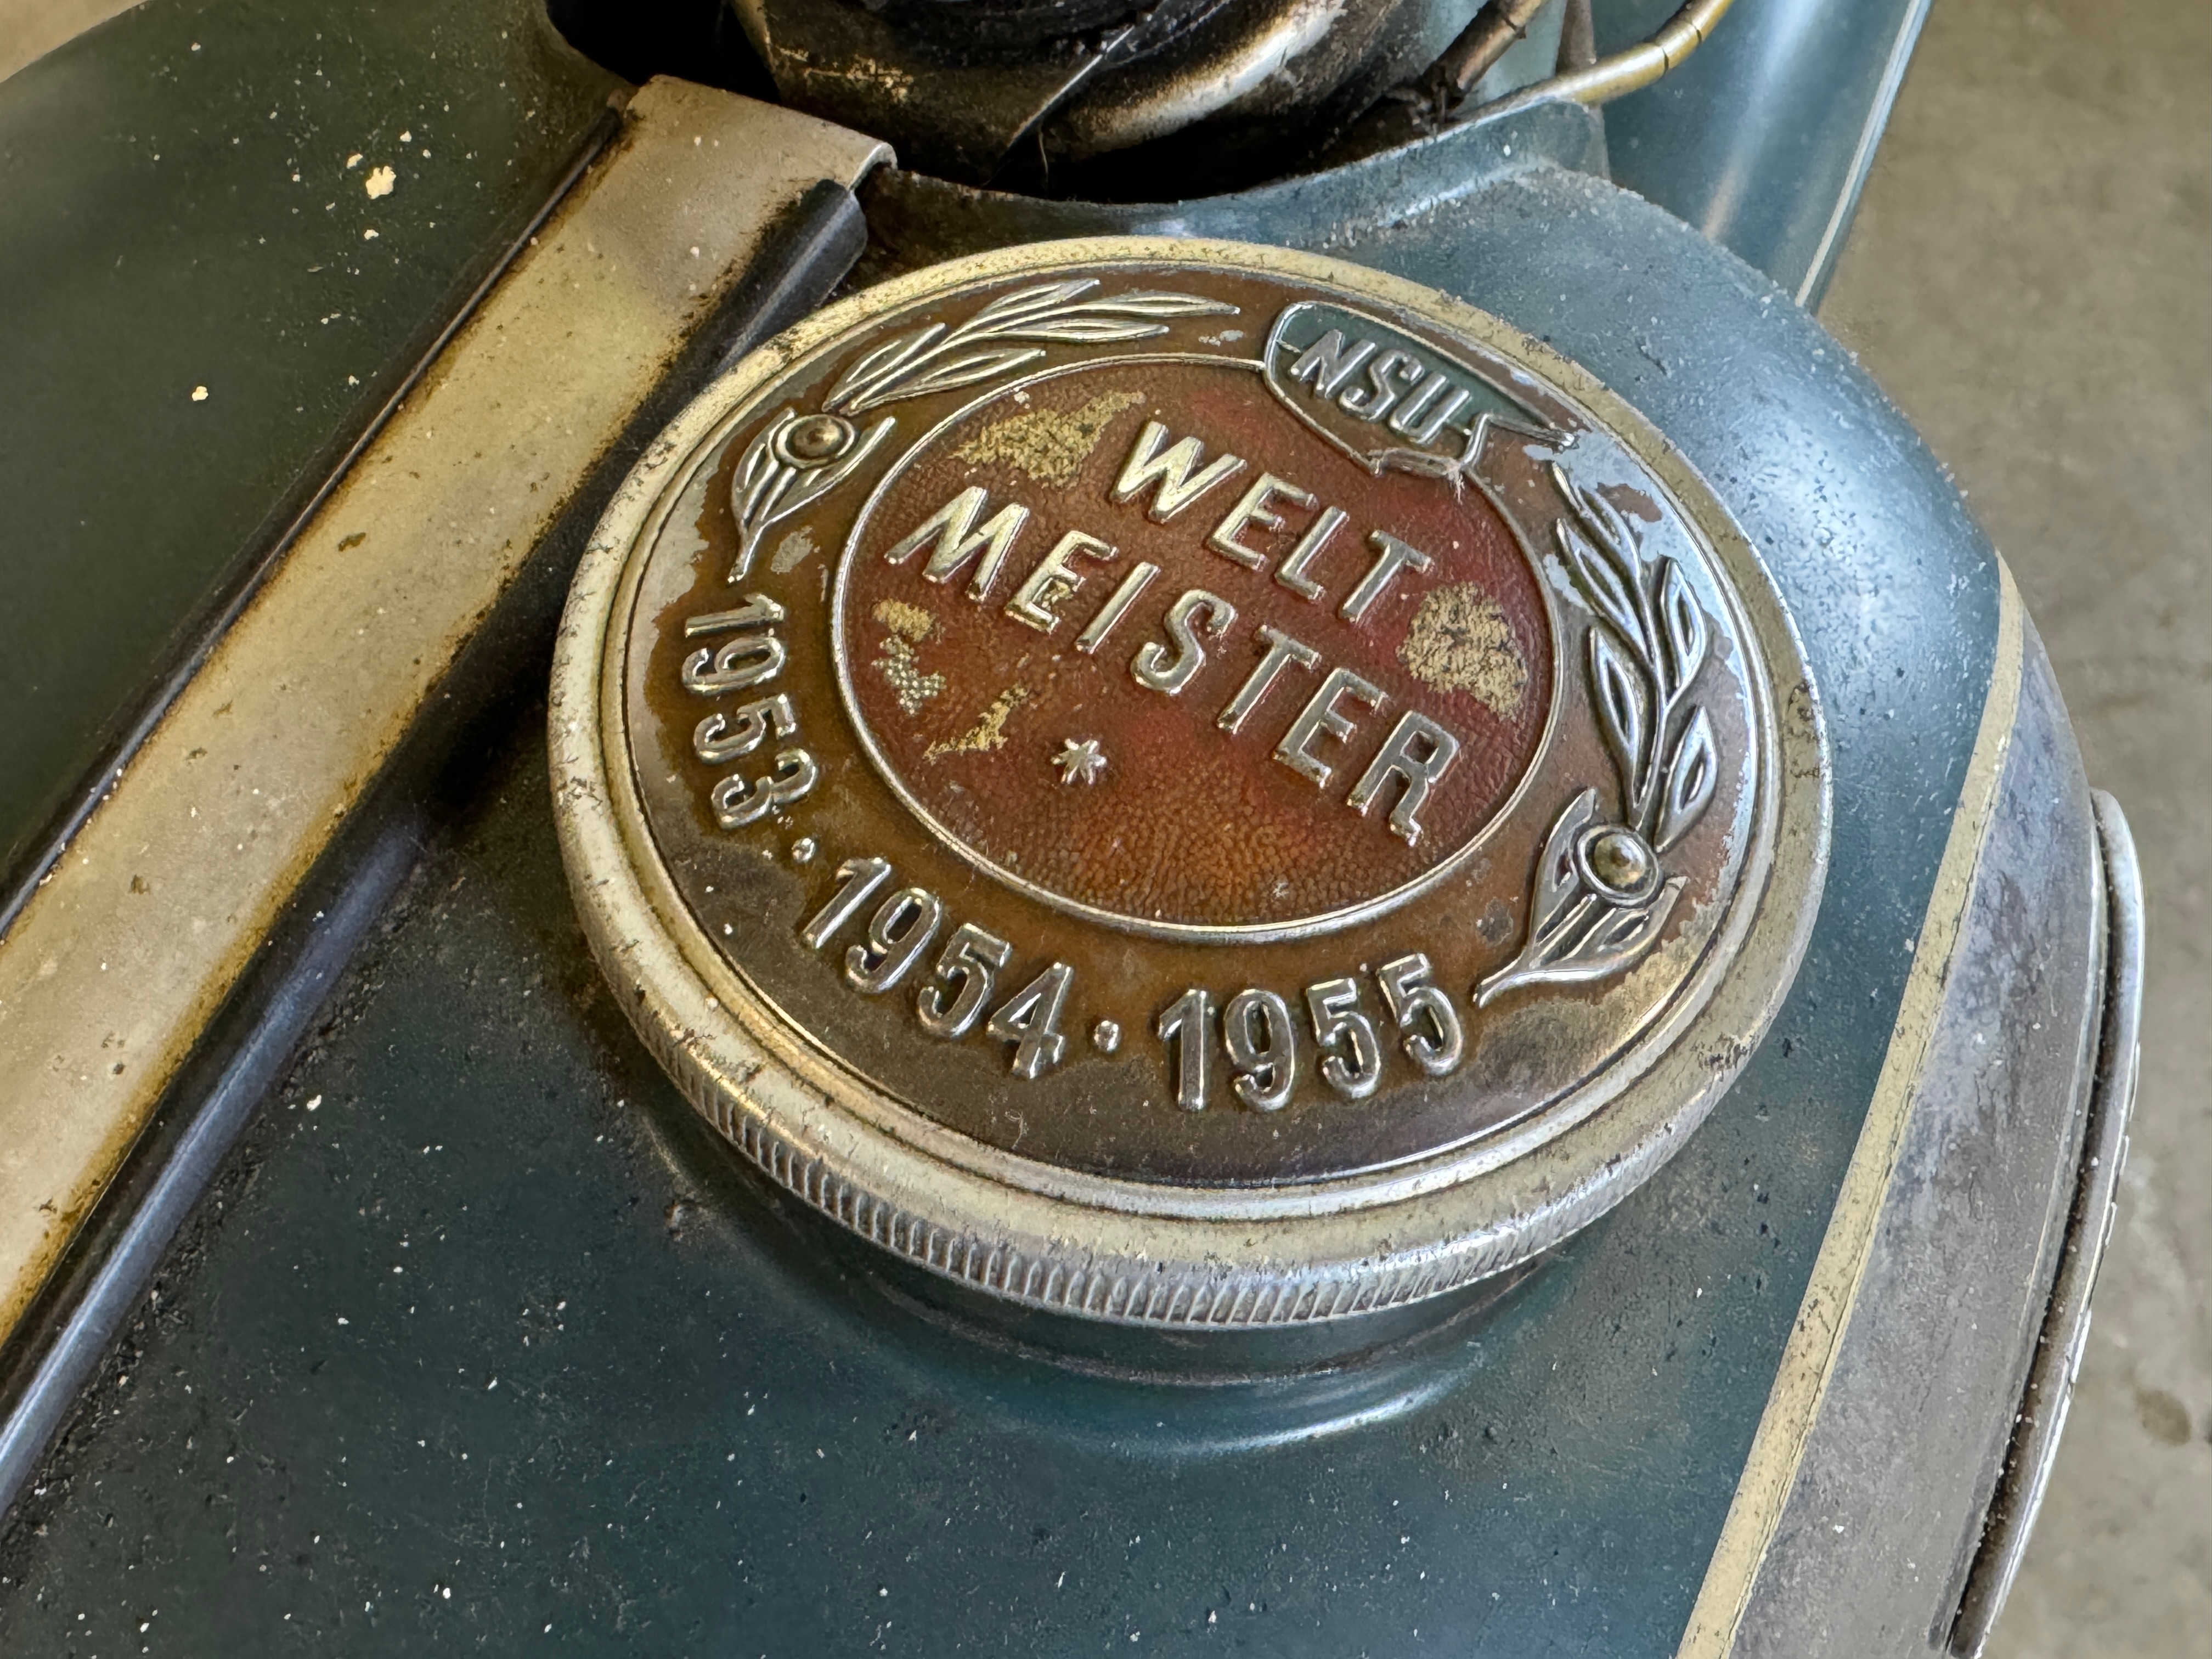 NSU
WELT
MEISTER
1953 · 1954 · 1955